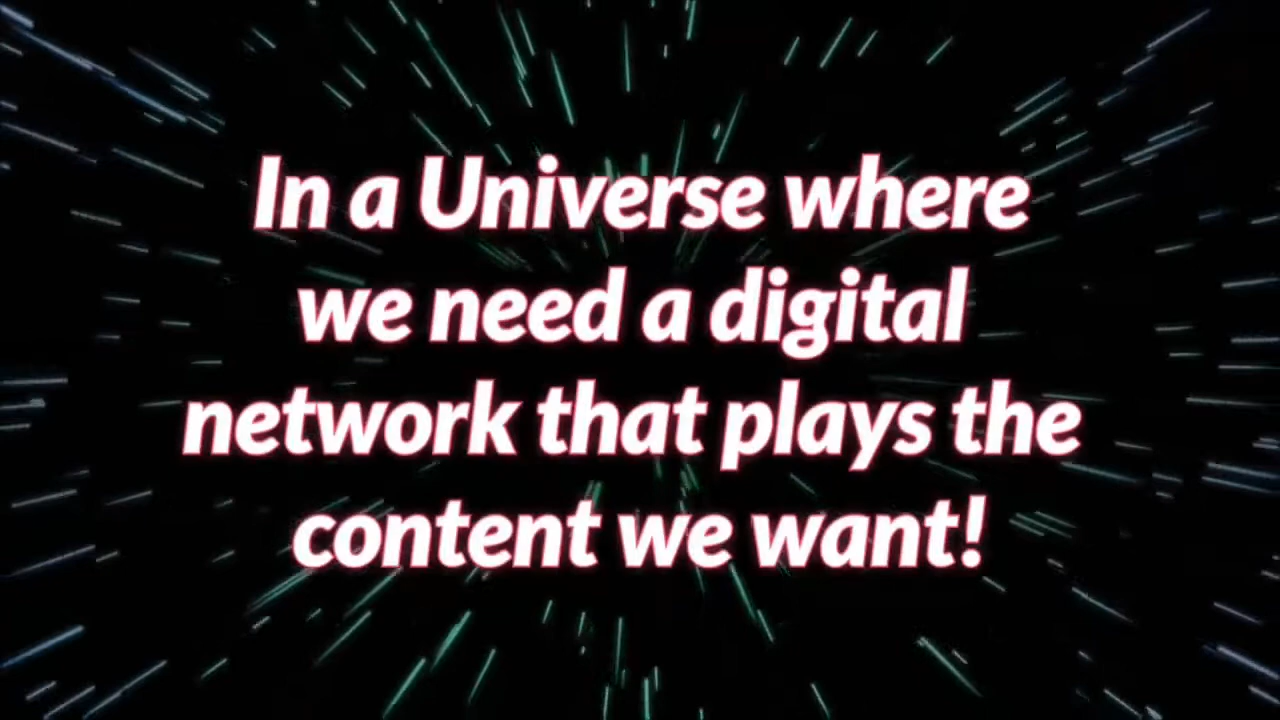 In a Universe where
we need a digital
network that plays the
content we want!